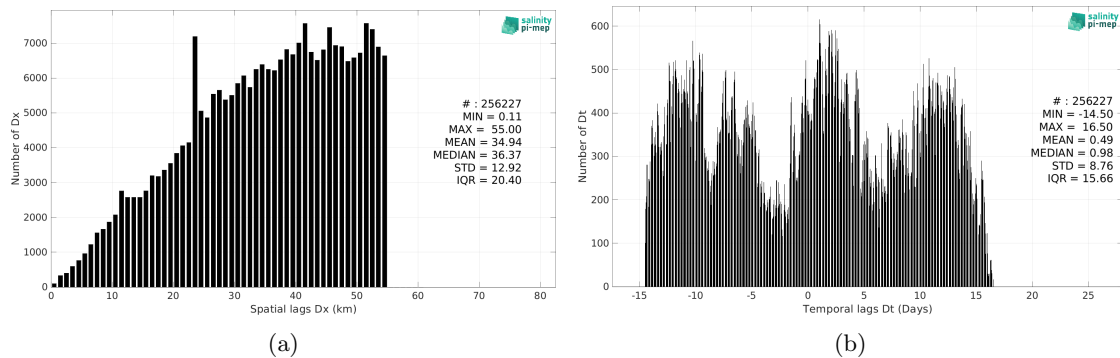 salinity
pi-mep
7000
6000
5000
4000
3000
2000
1000
0
Number of Dx
# : 256227
MIN = 0.11
MAX = 55.00
MEAN = 34.94
MEDIAN = 36.37
STD = 12.92
IQR = 20.40
0 10 20 30 40 50 60 70 80
Spatial lags Dx (km)
(a)
salinity
pi-mep
600
500
400
300
200
100
0
Number of Dt
# : 256227
MIN = -14.50
MAX = 16.50
MEAN = 0.49
MEDIAN = 0.98
STD = 8.76
IQR = 15.66
-15 -10 -5 0 5 10 15 20 25
Temporal lags Dt (Days)
(b)